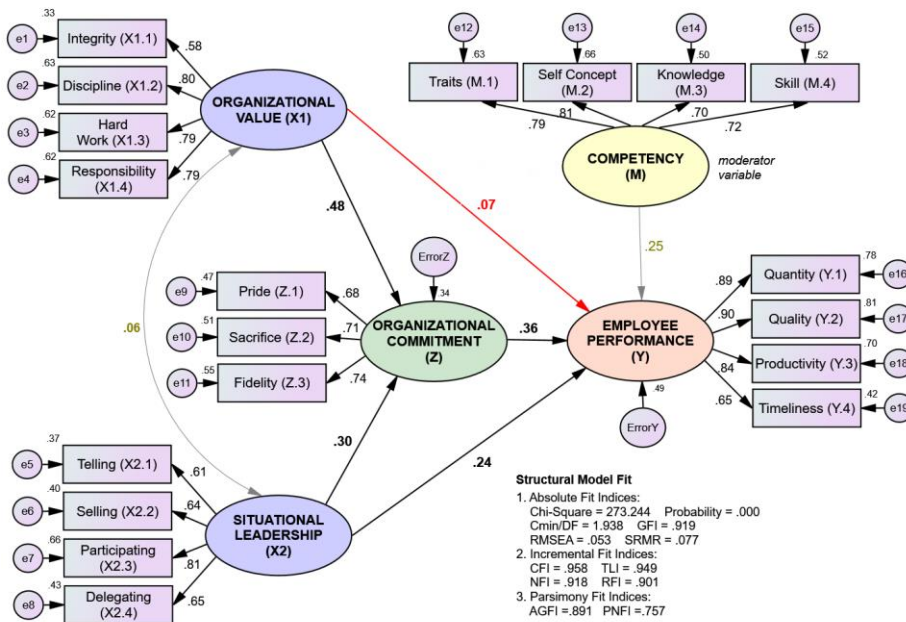 .33
e1
Integrity (X1.1)
.58
.63
e2
Discipline (X1.2)
.80
.62
e3
Hard
Work (X1.3)
.79
.62
e4
Responsibility
(X1.4)
.79
ORGANIZATIONAL
VALUE (X1)
e12
e13
e14
e15
.63
.66
.50
.52
Traits (M.1)
Self Concept
(M.2)
Knowledge
(M.3)
Skill (M.4)
.79
.81
.70
.72
COMPETENCY
(M)
moderator
variable
.48
.07
.25
.06
ErrorZ
.34
.47
e9
Pride (Z.1)
.68
.51
e10
Sacrifice (Z.2)
.71
.55
e11
Fidelity (Z.3)
.74
ORGANIZATIONAL
COMMITMENT
(Z)
.36
EMPLOYEE
PERFORMANCE
(Y)
.49
ErrorY
.89
Quantity (Y.1)
.78
e16
.90
Quality (Y.2)
.81
e17
.84
Productivity (Y.3)
.70
e18
.65
Timeliness (Y.4)
.42
e19
.30
.24
.37
e5
Telling (X2.1)
.61
.40
e6
Selling (X2.2)
.64
.66
e7
Participating
(X2.3)
.81
.43
e8
Delegating
(X2.4)
.65
SITUATIONAL
LEADERSHIP
(X2)
Structural Model Fit
1. Absolute Fit Indices:
Chi-Square = 273.244 Probability = .000
Cmin/DF = 1.938 GFI = .919
RMSEA = .053 SRMR = .077
2. Incremental Fit Indices:
CFI = .958 TLI = .949
NFI = .918 RFI = .901
3. Parsimony Fit Indices:
AGFI =.891 PNFI =.757